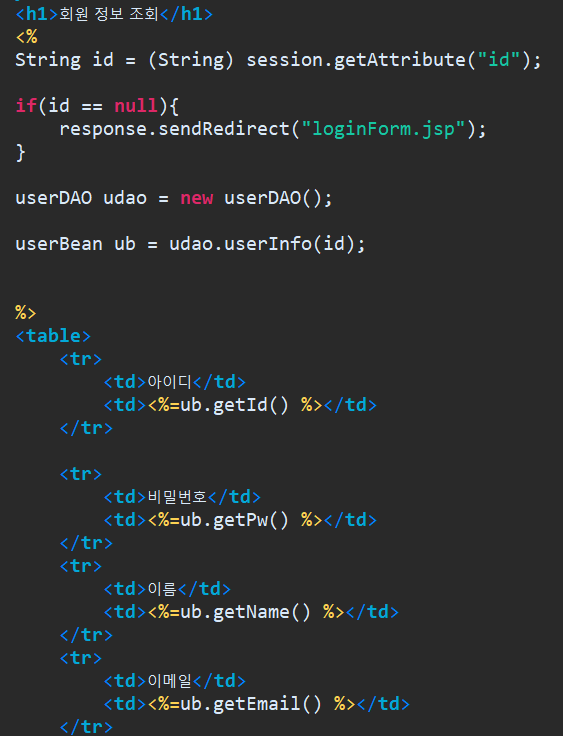 <h1>회원 정보 조회</h1>
<%
String id = (String) session.getAttribute("id");
if(id == null){
response.sendRedirect("loginForm.jsp");
}
userDAO udao = new userDAO();
userBean ub = udao.userInfo(id);
%>
<table>
<tr>
<td>아이디</td>
<td><%=ub.getId() %></td>
</tr>
<tr>
<td>비밀번호</td>
<td><%=ub.getPw() %></td>
</tr>
<tr>
<td>이름</td>
<td><%=ub.getName() %></td>
</tr>
<tr>
<td>이메일</td>
<td><%=ub.getEmail() %></td>
</tr>